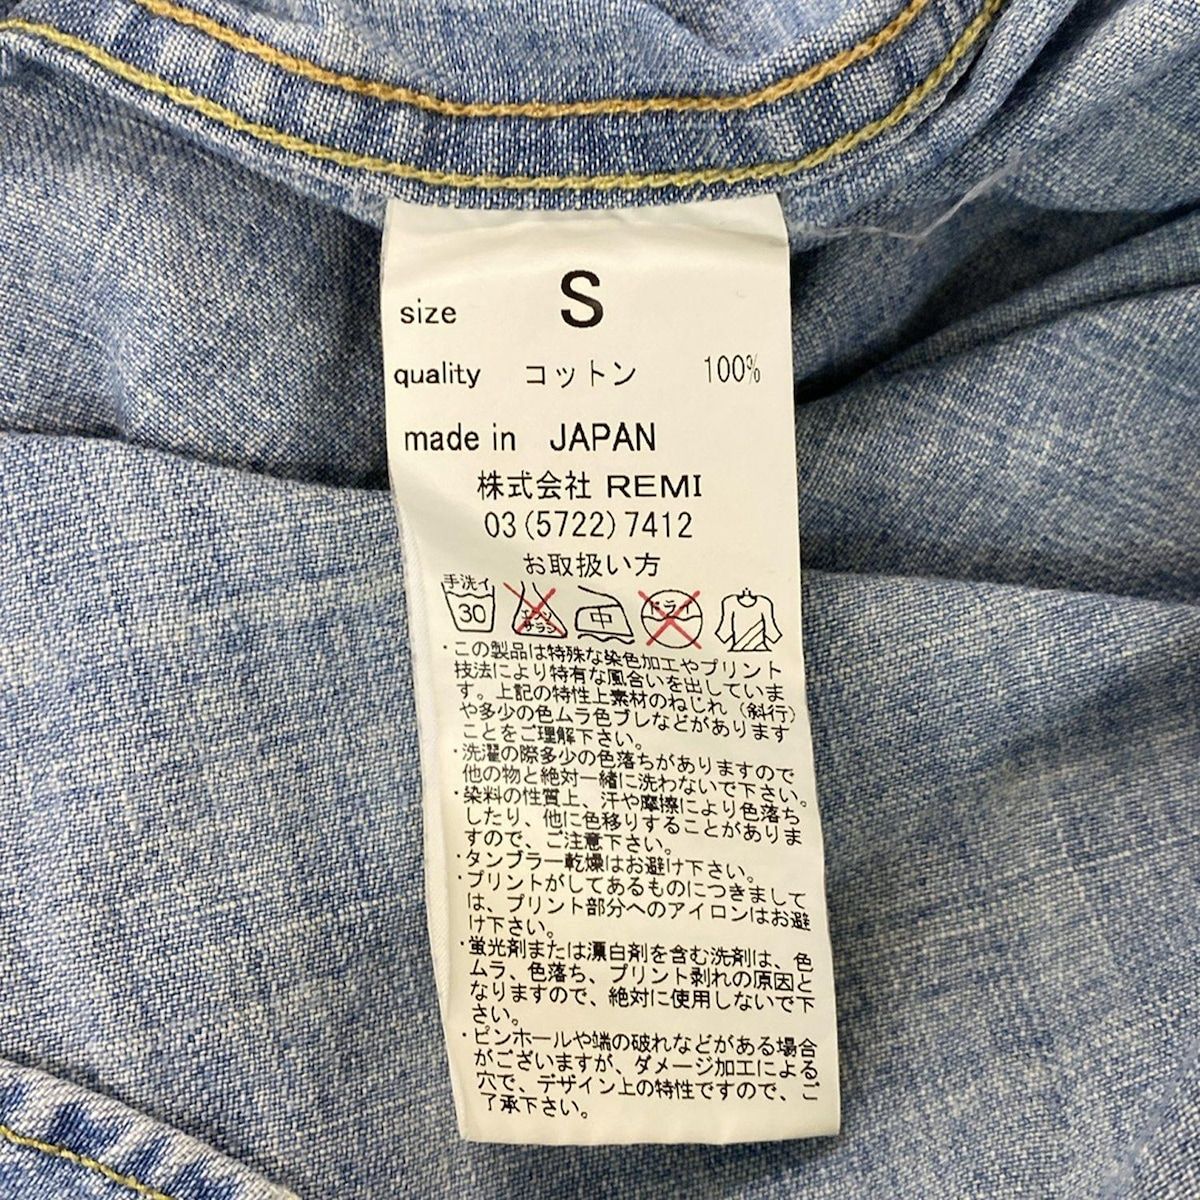 size S
quality コットン 100%
made in JAPAN
株式会社 REMI
03(5722)7412
お取扱い方
手洗イ
30 エンソ サラシ 中 ドライ
・この製品は特殊な染色加工やプリント
技法により特有な風合いを出していま
す。上記の特性上素材のねじれ(斜行)
や多少の色ムラ色ブレなどがあります
ことをご理解下さい。
・洗濯の際多少の色落ちがありますので
他の物と絶対一緒に洗わないで下さい。
・染料の性質上、汗や摩擦により色落ち
したり、他に色移りすることがありま
すので、ご注意下さい。
・タンブラー乾燥はお避け下さい。
・プリントがしてあるものにつきまして
は、プリント部分へのアイロンはお避
け下さい。
・蛍光剤または漂白剤を含む洗剤は、色
ムラ、色落ち、プリント剥れの原因と
なりますので、絶対に使用しないで下
さい。
・ピンホールや端の破れなどがある場合
がございますが、ダメージ加工による
穴で、デザイン上の特性ですので、ご
了承下さい。